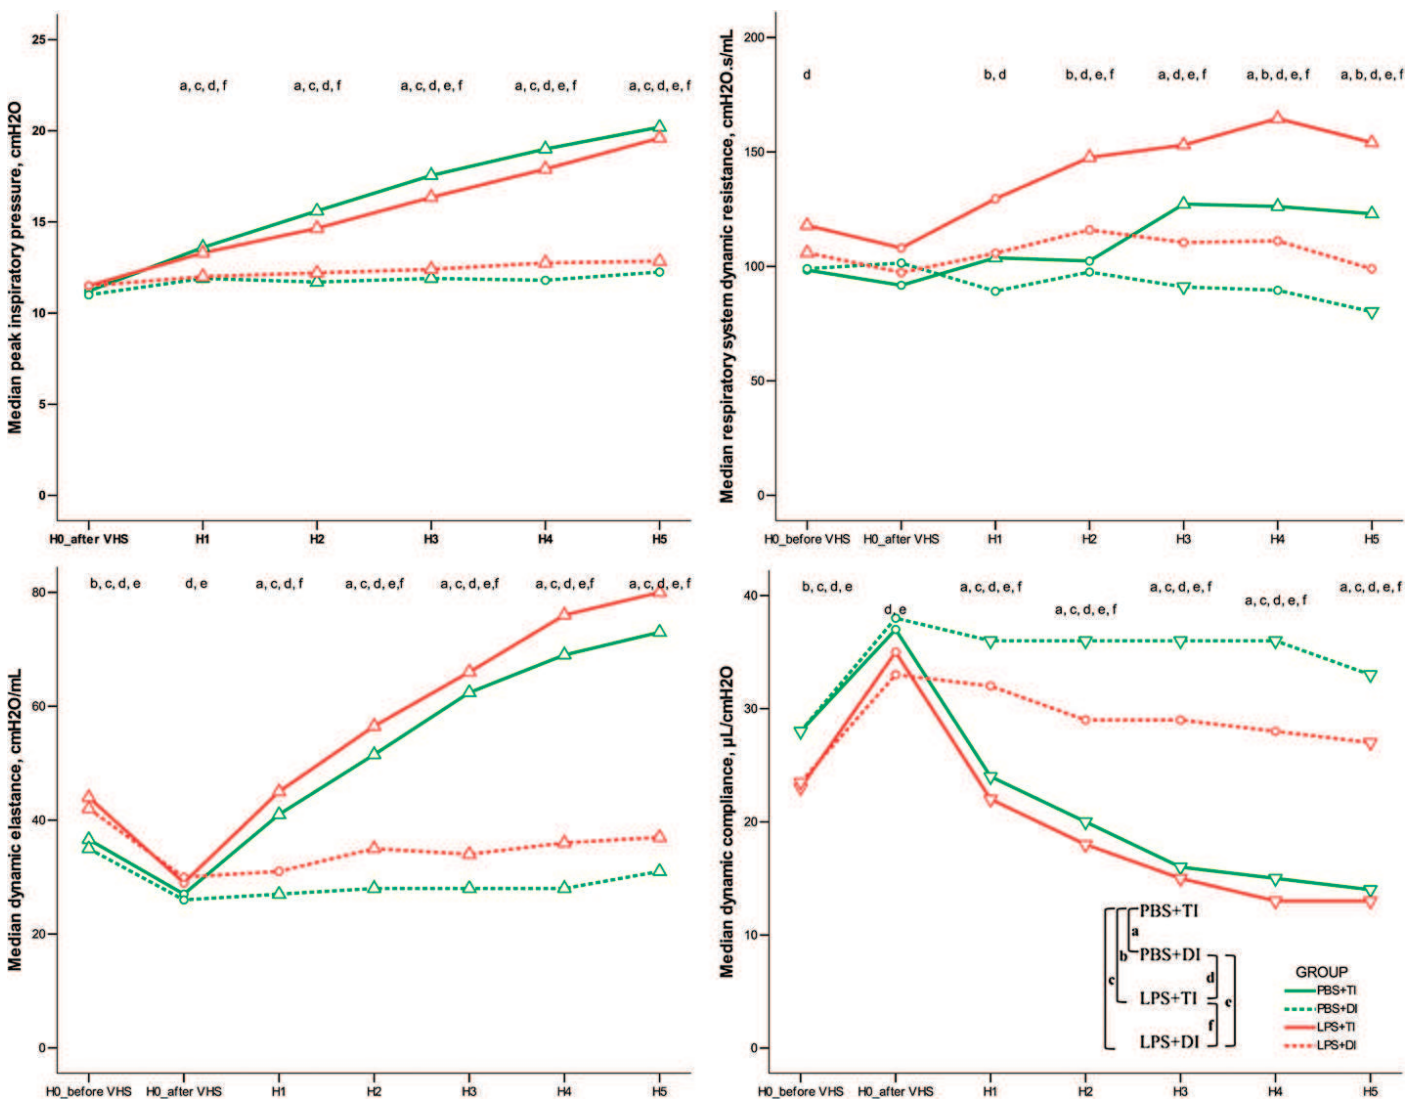 Median peak inspiratory pressure, cmH2O
25
20
15
10
5
0
a, c, d, f
a, c, d, f
a, c, d, e, f
a, c, d, e, f
a, c, d, e, f
H0_after VHS
H1
H2
H3
H4
H5
Median respiratory system dynamic resistance, cmH2O.s/mL
200
150
100
50
0
d
b, d
b, d, e, f
a, d, e, f
a, b, d, e, f
a, b, d, e, f
H0_before VHS
H0_after VHS
H1
H2
H3
H4
H5
Median dynamic elastance, cmH2O/mL
80
60
40
20
0
b, c, d, e
d, e
a, c, d, f
a, c, d, e,f
a, c, d, e,f
a, c, d, e,f
a, c, d, e, f
H0_before VHS
H0_after VHS
H1
H2
H3
H4
H5
Median dynamic compliance, µL/cmH2O
40
30
20
10
0
b, c, d, e
d, e
a, c, d, e, f
a, c, d, e, f
a, c, d, e, f
a, c, d, e, f
a, c, d, e, f
PBS+TI
a
b
PBS+DI
c
d
e
LPS+TI
f
LPS+DI
GROUP
PBS+TI
PBS+DI
LPS+TI
LPS+DI
H0_before VHS
H0_after VHS
H1
H2
H3
H4
H5